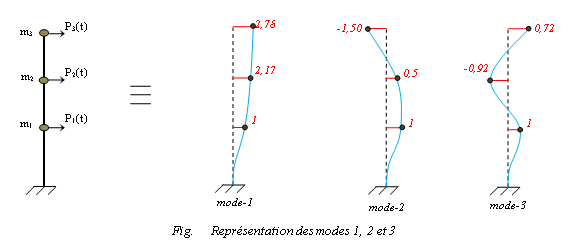 m₃ P₃(t)
m₂ P₂(t)
m₁ P₁(t)
2,78
2,17
1
mode-1
-1,50
0,5
1
mode-2
0,72
-0,92
1
mode-3
Fig. Représentation des modes 1, 2 et 3